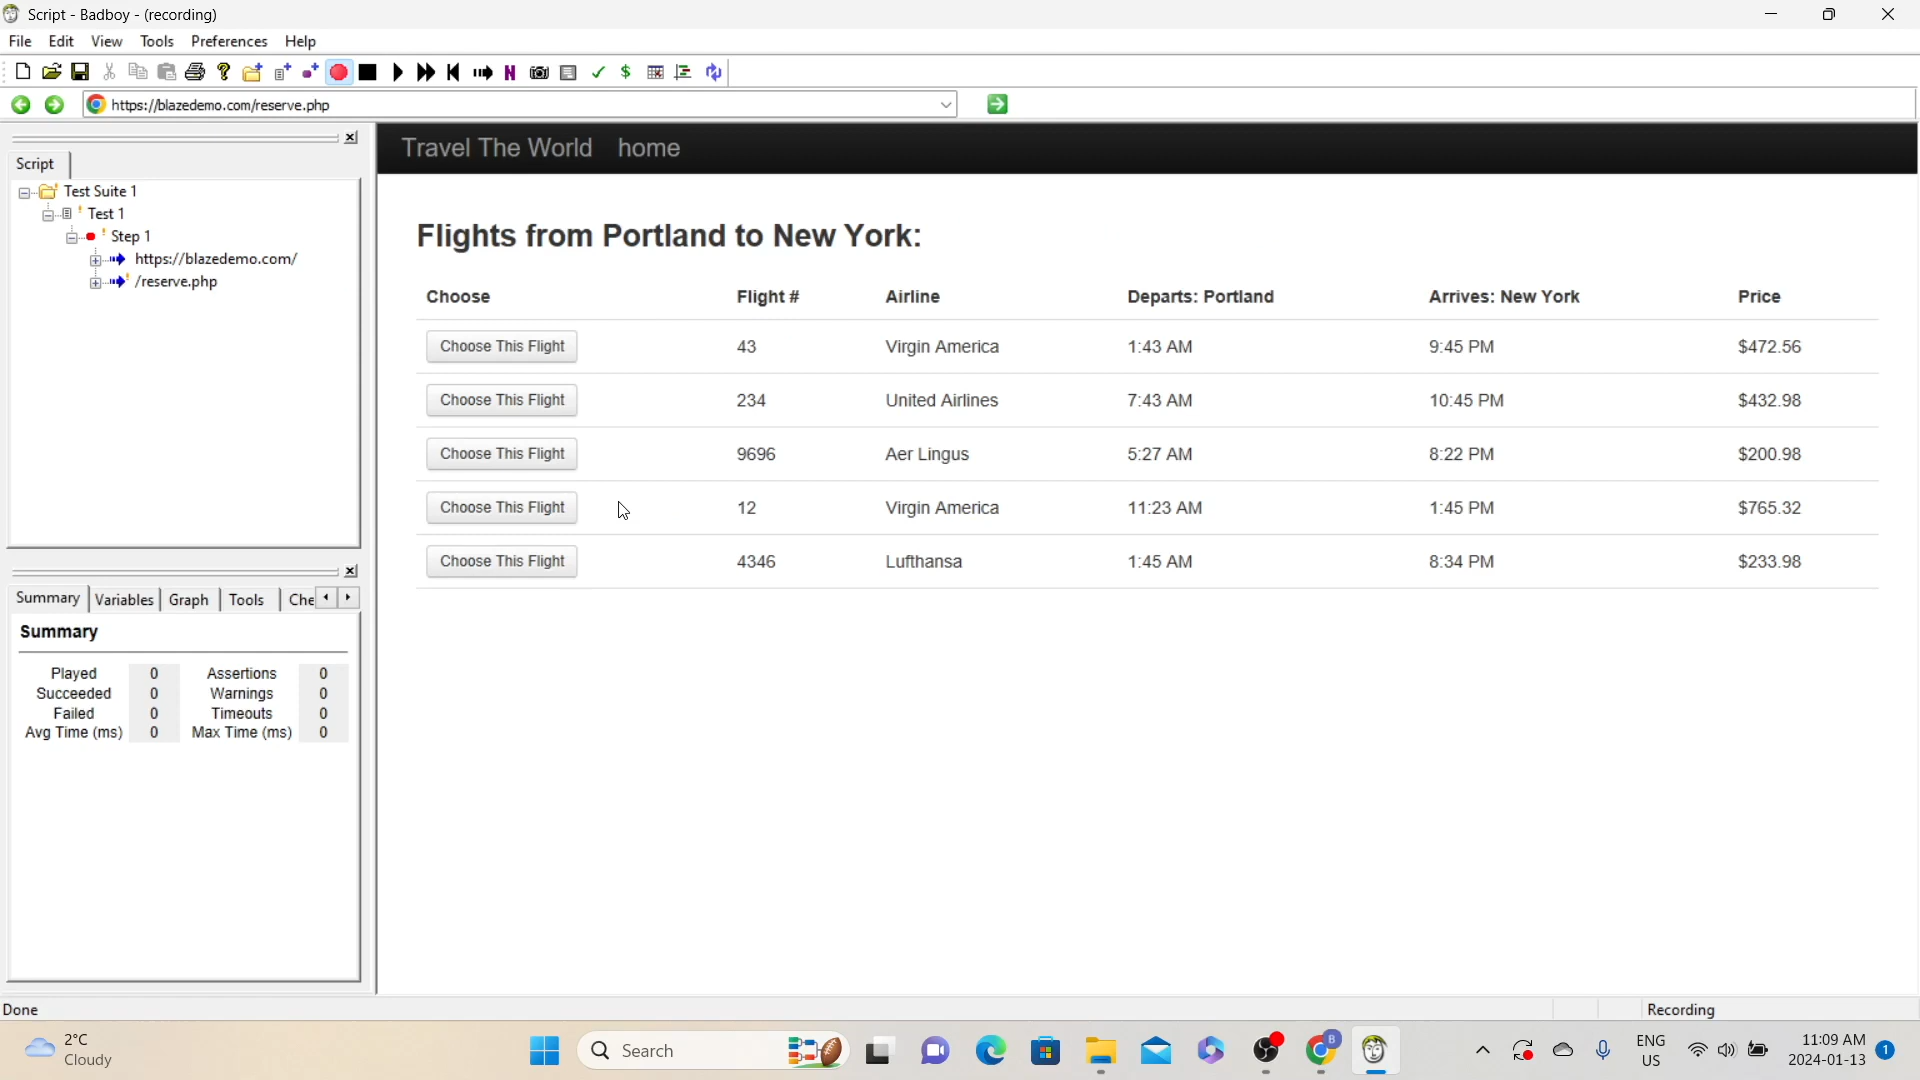 Script - Badboy - (recording)
File Edit View Tools Preferences Help
https://blazedemo.com/reserve.php
Script
Test Suite 1
Test 1
Step 1
https://blazedemo.com/
/reserve.php
Summary Variables Graph Tools Che
Summary
Played 0 Assertions 0
Succeeded 0 Warnings 0
Failed 0 Timeouts 0
Avg Time (ms) 0 Max Time (ms) 0
Travel The World home
Flights from Portland to New York:
Choose Flight # Airline Departs: Portland Arrives: New York Price
Choose This Flight 43 Virgin America 1:43 AM 9:45 PM $472.56
Choose This Flight 234 United Airlines 7:43 AM 10:45 PM $432.98
Choose This Flight 9696 Aer Lingus 5:27 AM 8:22 PM $200.98
Choose This Flight 12 Virgin America 11:23 AM 1:45 PM $765.32
Choose This Flight 4346 Lufthansa 1:45 AM 8:34 PM $233.98
Done Recording
2°C
Cloudy
Search
B
ENG
US
11:09 AM
2024-01-13
1